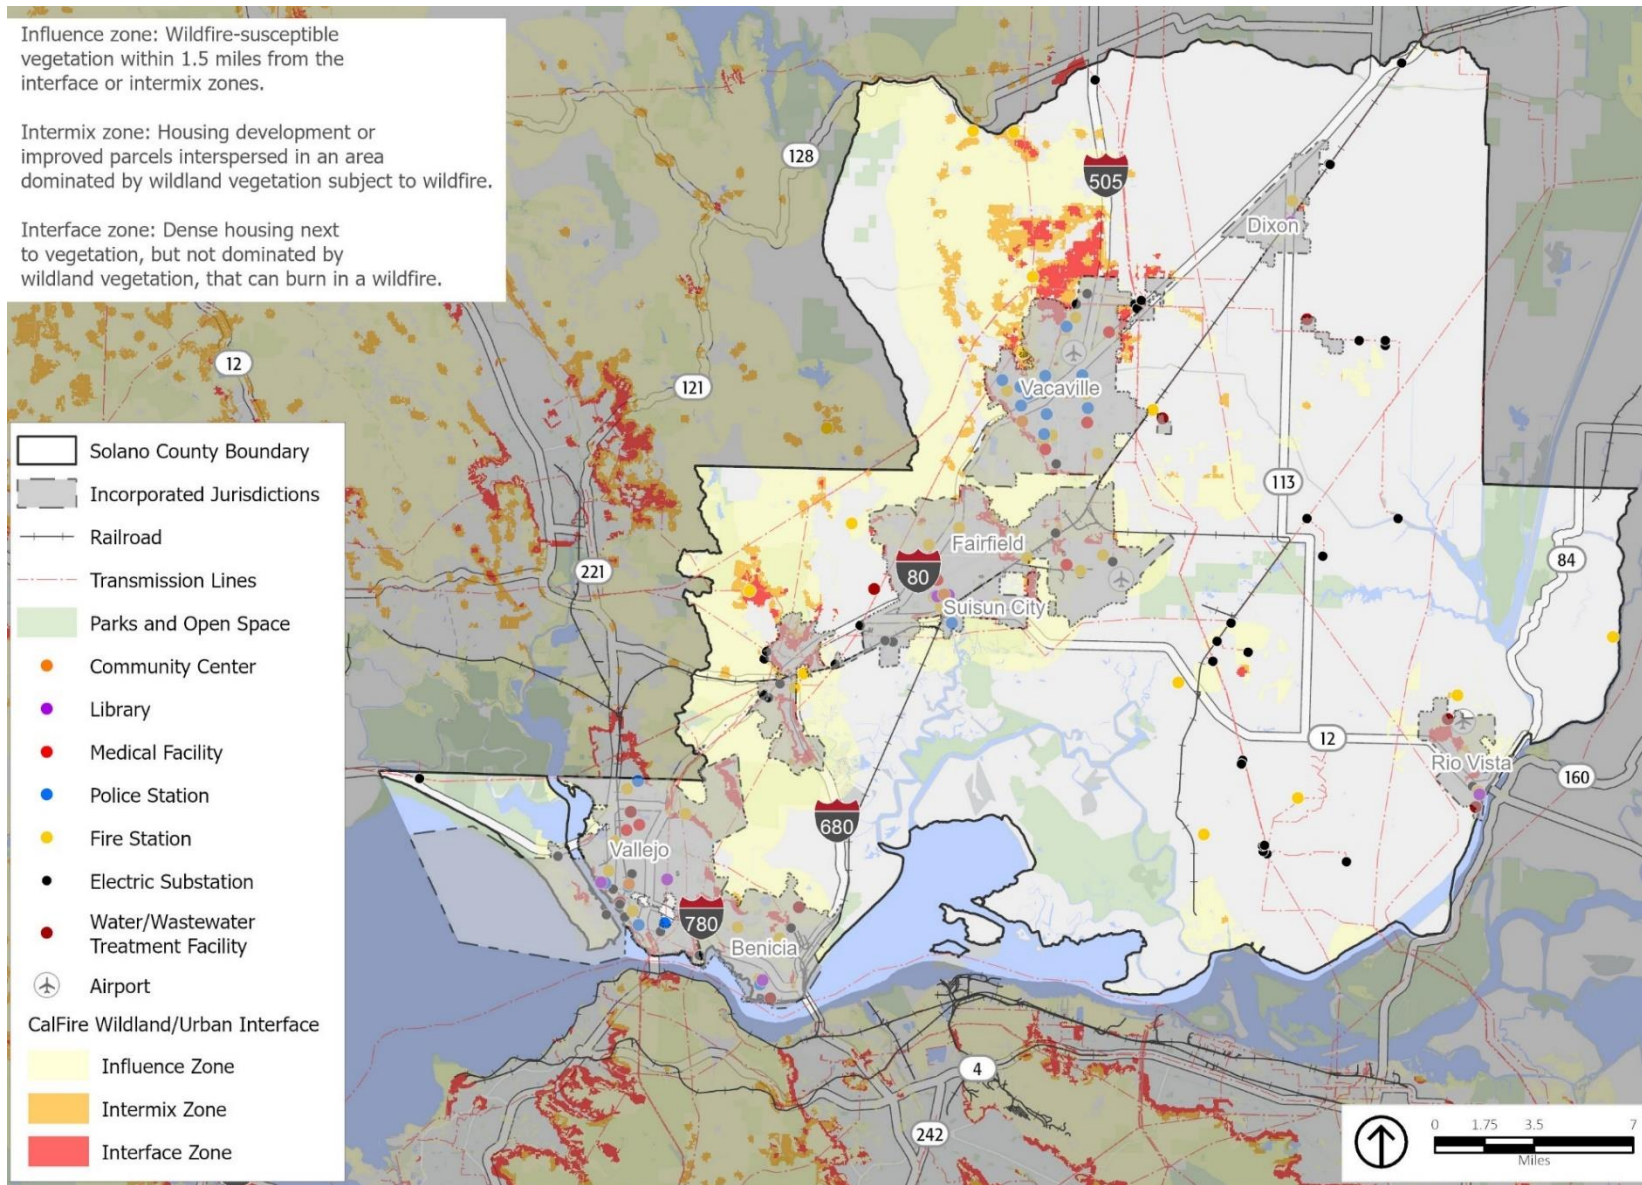 Influence zone: Wildfire-susceptible
vegetation within 1.5 miles from the
interface or intermix zones.
Intermix zone: Housing development or
improved parcels interspersed in an area
dominated by wildland vegetation subject to wildfire.
Interface zone: Dense housing next
to vegetation, but not dominated by
wildland vegetation, that can burn in a wildfire.
128
505
Dixon
12
121
Vacaville
113
Fairfield
80
84
221
Suisun City
12
Rio Vista
160
680
Vallejo
780
Benicia
4
242
Solano County Boundary
Incorporated Jurisdictions
Railroad
Transmission Lines
Parks and Open Space
Community Center
Library
Medical Facility
Police Station
Fire Station
Electric Substation
Water/Wastewater
Treatment Facility
Airport
CalFire Wildland/Urban Interface
Influence Zone
Intermix Zone
Interface Zone
0 1.75 3.5 7
Miles